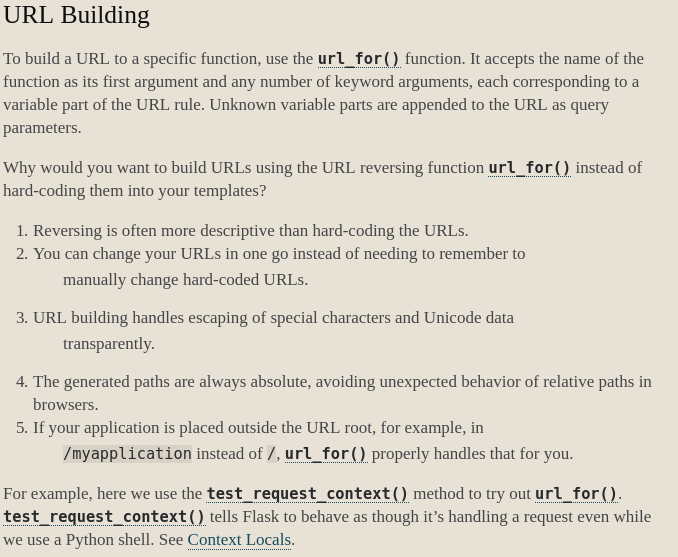 URL Building
To build a URL to a specific function, use the url_for() function. It accepts the name of the
function as its first argument and any number of keyword arguments, each corresponding to a
variable part of the URL rule. Unknown variable parts are appended to the URL as query
parameters.
Why would you want to build URLs using the URL reversing function url_for() instead of
hard-coding them into your templates?
1. Reversing is often more descriptive than hard-coding the URLs.
2. You can change your URLs in one go instead of needing to remember to
manually change hard-coded URLs.
3. URL building handles escaping of special characters and Unicode data
transparently.
4. The generated paths are always absolute, avoiding unexpected behavior of relative paths in
browsers.
5. If your application is placed outside the URL root, for example, in
/myapplication instead of /, url_for() properly handles that for you.
For example, here we use the test_request_context() method to try out url_for().
test_request_context() tells Flask to behave as though it’s handling a request even while
we use a Python shell. See Context Locals.